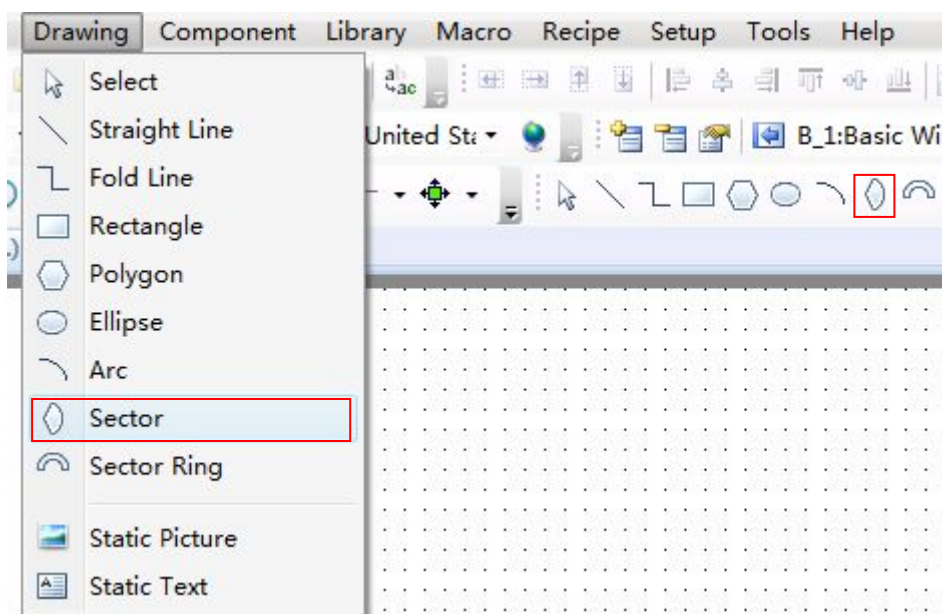 Drawing Component Library Macro Recipe Setup Tools Help
Select
Straight Line
United Sta
B_1:Basic Wi
Fold Line
Rectangle
Polygon
Ellipse
Arc
Sector
Sector Ring
Static Picture
A
Static Text